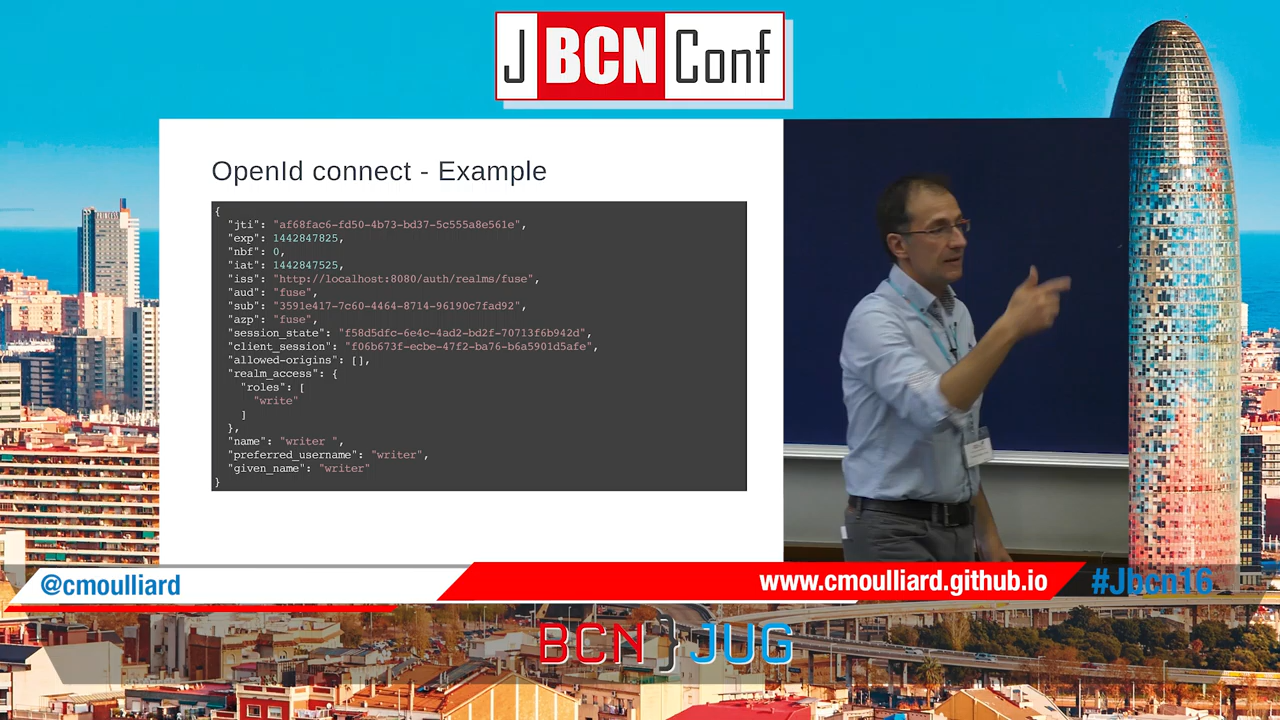 J BCN Conf
OpenId connect - Example
{
"jti": "af68fac6-fd50-4b73-bd37-5c555a8e561e",
"exp": 1442847825,
"nbf": 0,
"iat": 1442847525,
"iss": "http://localhost:8080/auth/realms/fuse",
"aud": "fuse",
"sub": "3591e417-7c60-4464-8714-96190c7fad92",
"azp": "fuse",
"session_state": "f58d5dfc-6e4c-4ad2-bd2f-70713f6b942d",
"client_session": "f06b673f-ecbe-47f2-ba76-b6a5901d5afe",
"allowed-origins": [],
"realm_access": {
"roles": [
"write"
]
},
"name": "writer ",
"preferred_username": "writer",
"given_name": "writer"
}
@cmoulliard
www.cmoulliard.github.io
#Jbcn16
BCN JUG